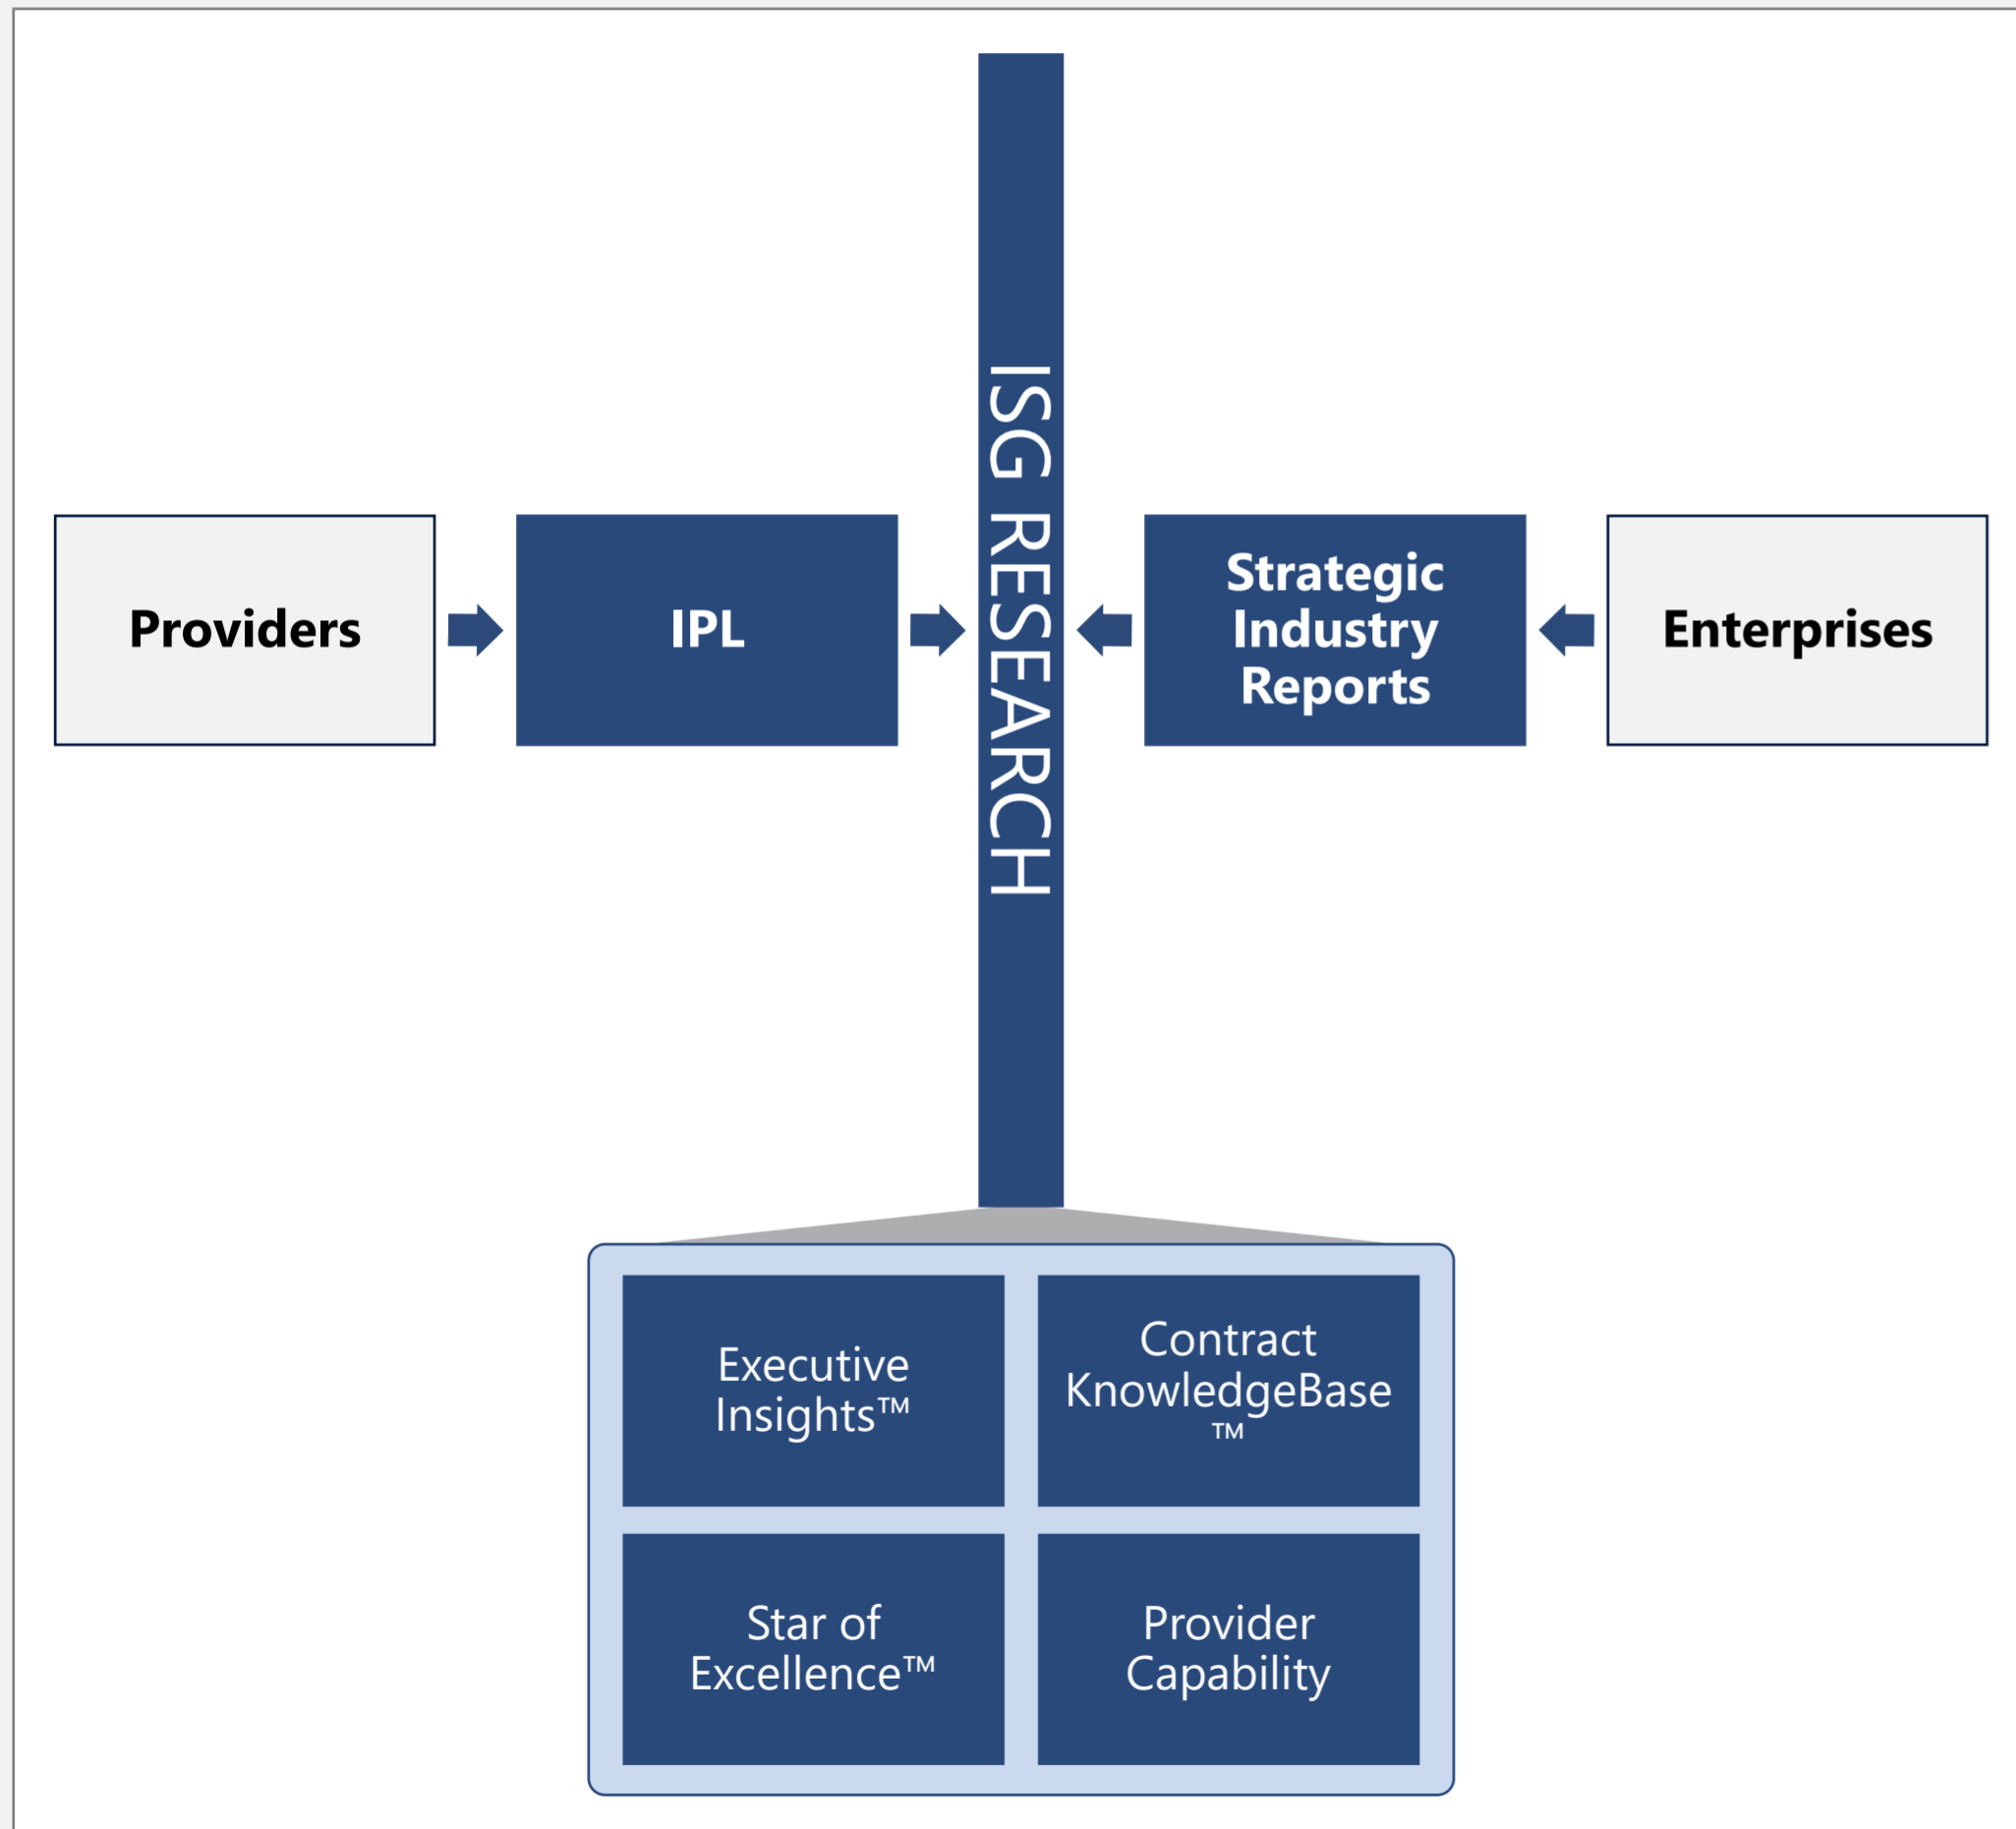 ISG RESEARCH
Providers
IPL
Strategic
Industry
Reports
Enterprises
Executive
Insights™
Contract
KnowledgeBase
™
Star of
Excellence™
Provider
Capability